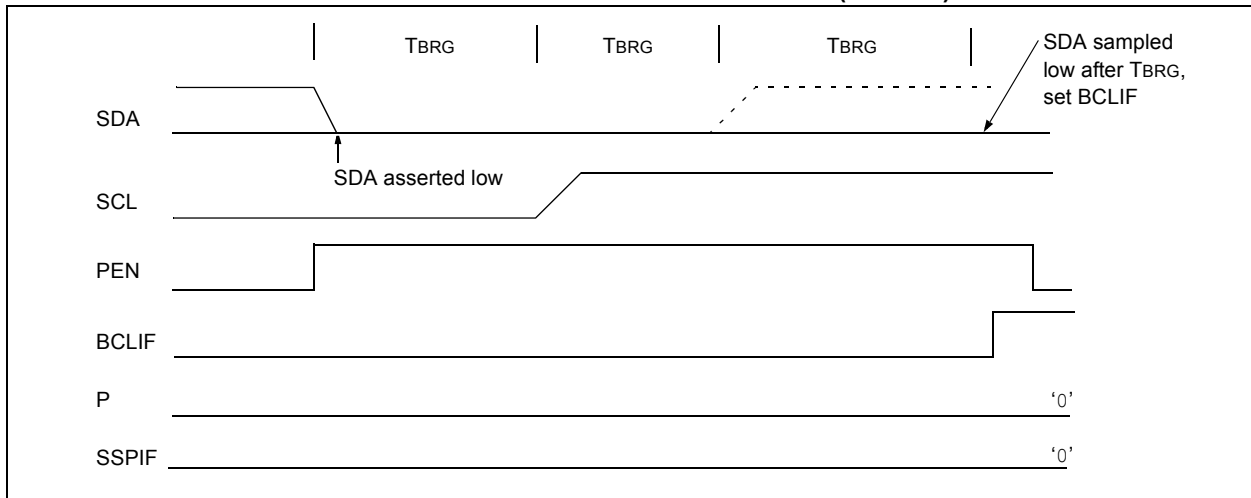 TBRG TBRG TBRG
SDA sampled
low after TBRG,
set BCLIF
SDA
SDA asserted low
SCL
PEN
BCLIF
P
‘0’
SSPIF
‘0’